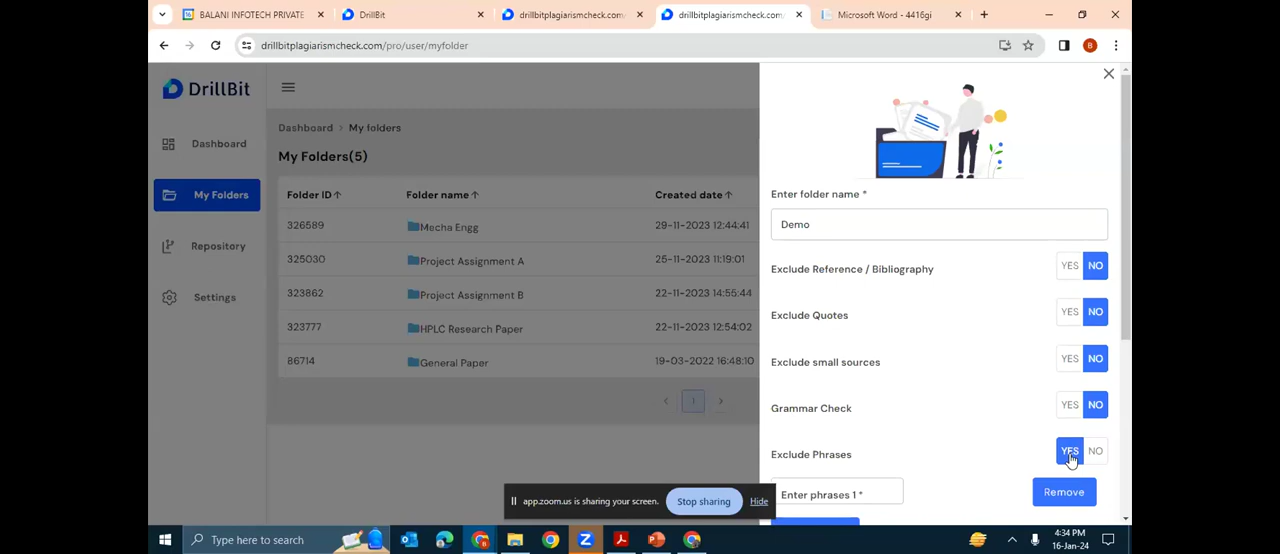 BALANI INFOTECH PRIVATE
DrillBit
drillbitplagiarismcheck.com/
drillbitplagiarismcheck.com/
Microsoft Word - 4416gi
drillbitplagiarismcheck.com/pro/user/myfolder
B
DrillBit
Dashboard
My Folders
Repository
Settings
Dashboard > My folders
My Folders(5)
Folder ID Folder name Created date
326589 Mecha Engg 29-11-2023 12:44:41
325030 Project Assignment A 25-11-2023 11:19:01
323862 Project Assignment B 22-11-2023 14:55:44
323777 HPLC Research Paper 22-11-2023 12:54:02
86714 General Paper 19-03-2022 16:48:10
1
Enter folder name *
Demo
Exclude Reference / Bibliography YES NO
Exclude Quotes YES NO
Exclude small sources YES NO
Grammar Check YES NO
Exclude Phrases YES NO
Enter phrases 1 * Remove
app.zoom.us is sharing your screen. Stop sharing Hide
Type here to search
4:34 PM
16-Jan-24